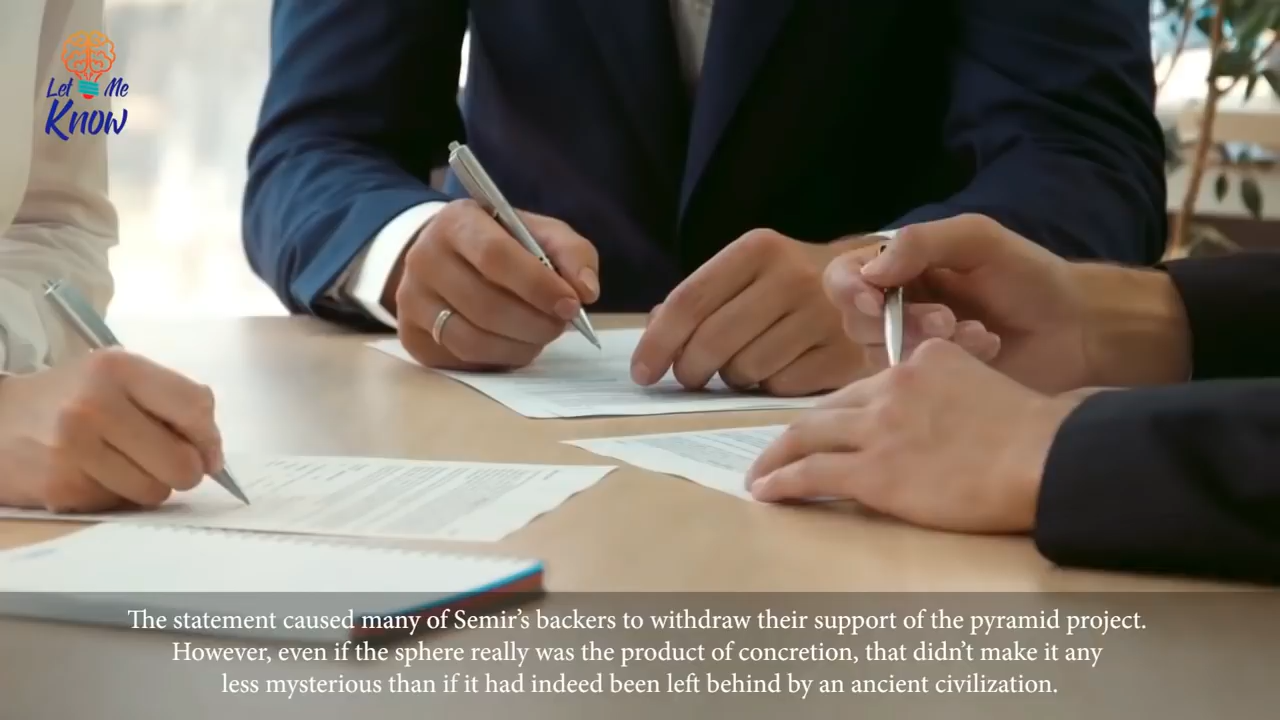 Let Me
Know
The statement caused many of Semir's backers to withdraw their support of the pyramid project.
However, even if the sphere really was the product of concretion, that didn't make it any
less mysterious than if it had indeed been left behind by an ancient civilization.